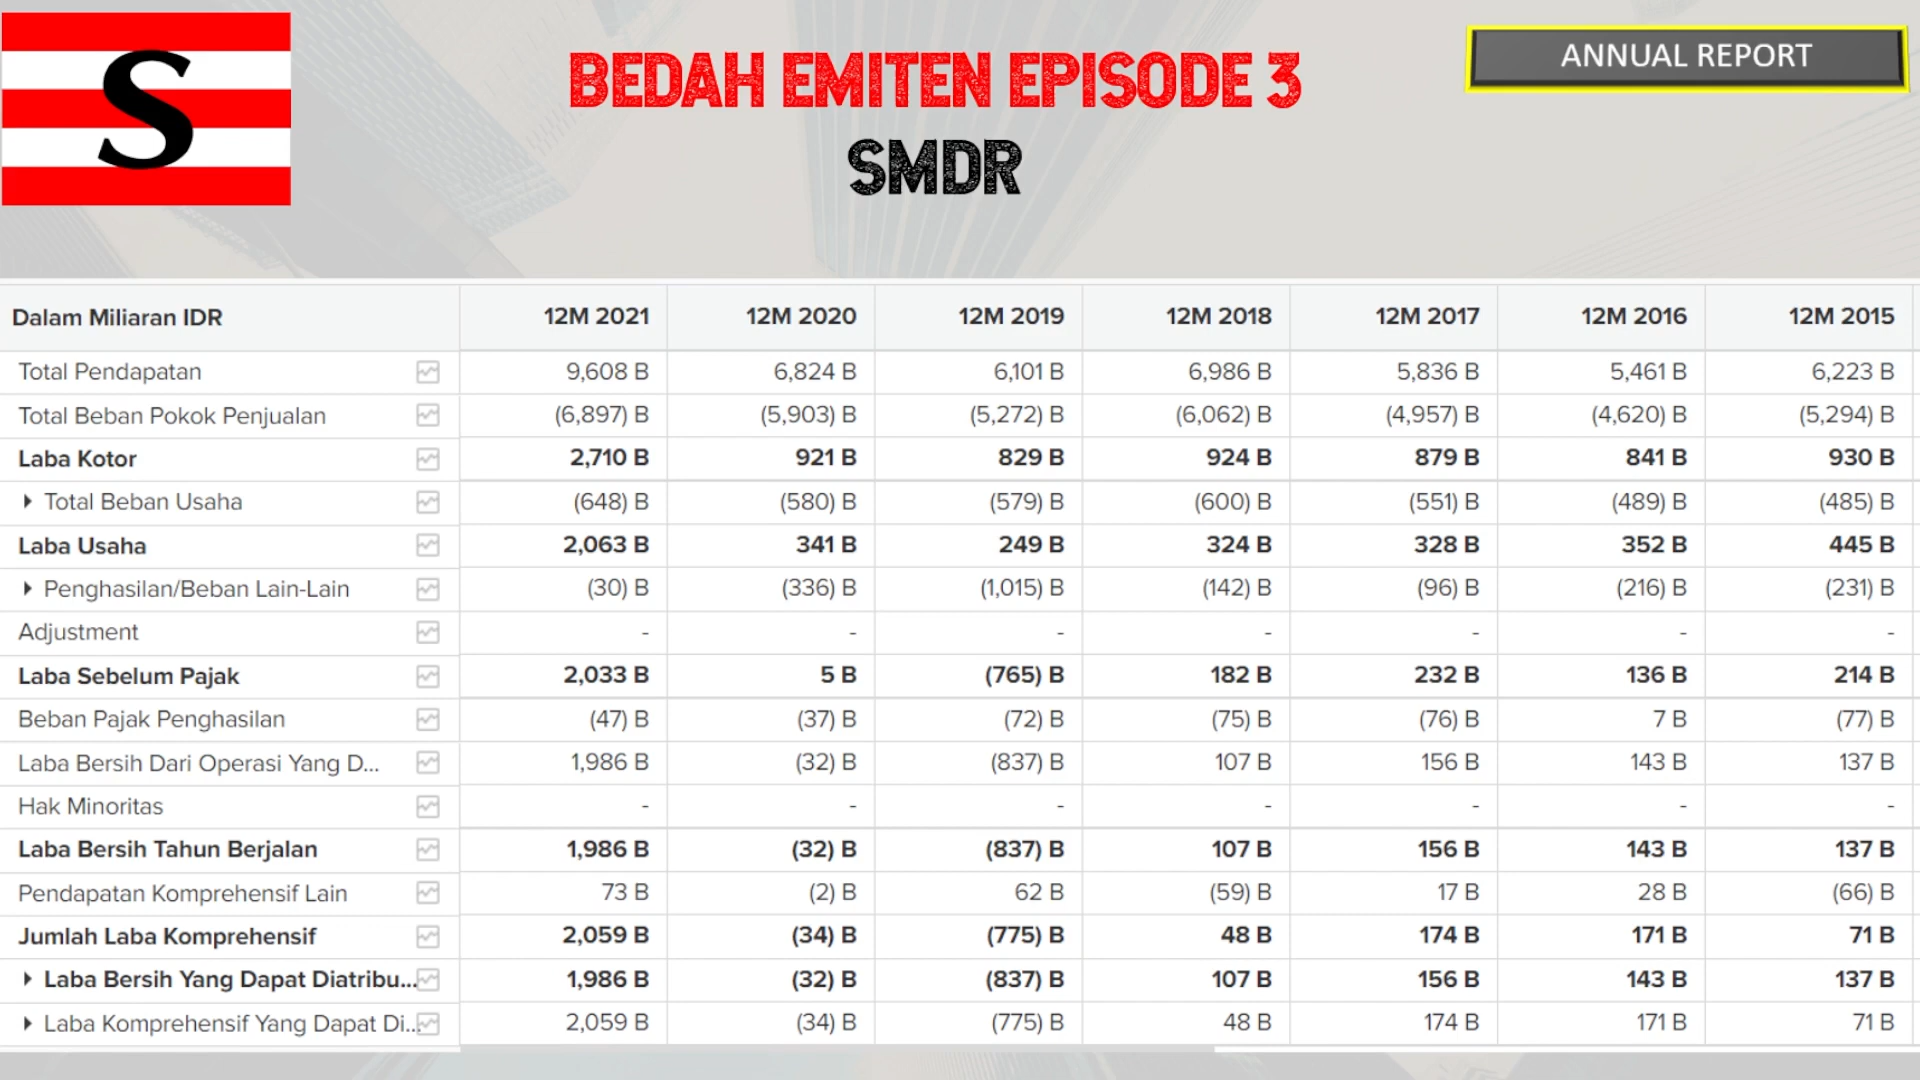 S
BEDAH EMITEN EPISODE 3
SMDR
ANNUAL REPORT
Dalam Miliaran IDR 12M 2021 12M 2020 12M 2019 12M 2018 12M 2017 12M 2016 12M 2015
Total Pendapatan 9,608 B 6,824 B 6,101 B 6,986 B 5,836 B 5,461 B 6,223 B
Total Beban Pokok Penjualan (6,897) B (5,903) B (5,272) B (6,062) B (4,957) B (4,620) B (5,294) B
Laba Kotor 2,710 B 921 B 829 B 924 B 879 B 841 B 930 B
Total Beban Usaha (648) B (580) B (579) B (600) B (551) B (489) B (485) B
Laba Usaha 2,063 B 341 B 249 B 324 B 328 B 352 B 445 B
Penghasilan/Beban Lain-Lain (30) B (336) B (1,015) B (142) B (96) B (216) B (231) B
Adjustment - - - - - - -
Laba Sebelum Pajak 2,033 B 5 B (765) B 182 B 232 B 136 B 214 B
Beban Pajak Penghasilan (47) B (37) B (72) B (75) B (76) B 7 B (77) B
Laba Bersih Dari Operasi Yang D... 1,986 B (32) B (837) B 107 B 156 B 143 B 137 B
Hak Minoritas - - - - - - -
Laba Bersih Tahun Berjalan 1,986 B (32) B (837) B 107 B 156 B 143 B 137 B
Pendapatan Komprehensif Lain 73 B (2) B 62 B (59) B 17 B 28 B (66) B
Jumlah Laba Komprehensif 2,059 B (34) B (775) B 48 B 174 B 171 B 71 B
Laba Bersih Yang Dapat Diatribu... 1,986 B (32) B (837) B 107 B 156 B 143 B 137 B
Laba Komprehensif Yang Dapat Di... 2,059 B (34) B (775) B 48 B 174 B 171 B 71 B